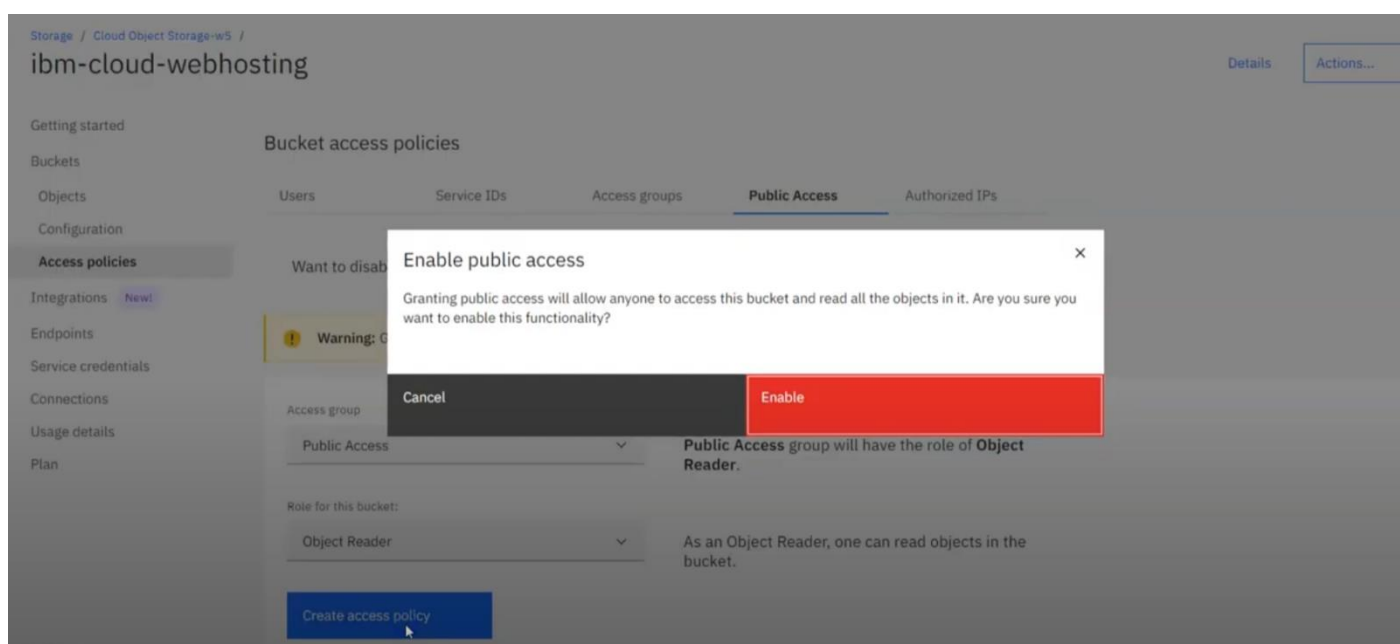 Storage / Cloud Object Storage-w5 /
ibm-cloud-webhosting
Details
Actions...
Getting started
Buckets
Objects
Configuration
Access policies
Integrations New!
Endpoints
Service credentials
Connections
Usage details
Plan
Bucket access policies
Users Service IDs Access groups Public Access Authorized IPs
Want to disab
Enable public access
Granting public access will allow anyone to access this bucket and read all the objects in it. Are you sure you
want to enable this functionality?
Warning: G
Cancel Enable
Access group
Public Access
Public Access group will have the role of Object
Reader.
Role for this bucket:
Object Reader
As an Object Reader, one can read objects in the
bucket.
Create access policy